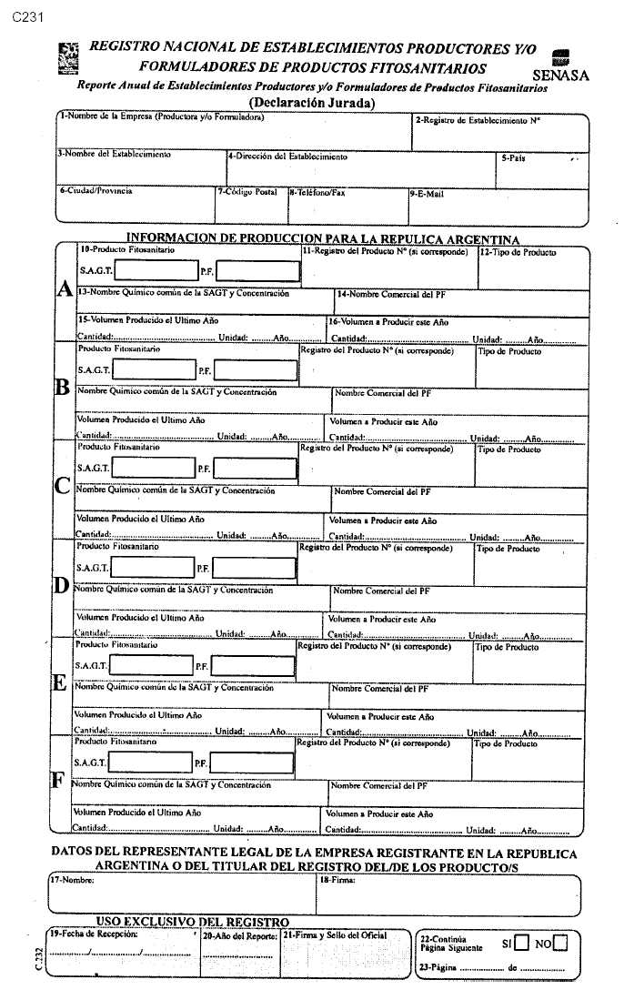 C231
REGISTRO NACIONAL DE ESTABLECIMIENTOS PRODUCTORES Y/O
FORMULADORES DE PRODUCTOS FITOSANITARIOS
SENASA
Reporte Anual de Establecimientos Productores y/o Formuladores de Productos Fitosanitarios
(Declaración Jurada)
1-Nombre de la Empresa (Productora y/o Formuladora) 2-Registro de Establecimiento N°
3-Nombre del Establecimiento 4-Dirección del Establecimiento 5-País
6-Ciudad/Provincia 7-Código Postal 8-Teléfono/Fax 9-E-Mail
INFORMACION DE PRODUCCION PARA LA REPULICA ARGENTINA
10-Producto Fitosanitario 11-Registro del Producto N° (si corresponde) 12-Tipo de Producto
S.A.G.T. P.F.
A
13-Nombre Químico común de la SAGT y Concentración 14-Nombre Comercial del PF
15-Volumen Producido el Ultimo Año 16-Volumen a Producir este Año
Cantidad:...................................... Unidad: ........Año............ Cantidad:...................................... Unidad: ........Año............
Producto Fitosanitario Registro del Producto N° (si corresponde) Tipo de Producto
S.A.G.T. P.F.
B
Nombre Químico común de la SAGT y Concentración Nombre Comercial del PF
Volumen Producido el Ultimo Año Volumen a Producir este Año
Cantidad:...................................... Unidad: ........Año............ Cantidad:...................................... Unidad: ........Año............
Producto Fitosanitario Registro del Producto N° (si corresponde) Tipo de Producto
S.A.G.T. P.F.
C
Nombre Químico común de la SAGT y Concentración Nombre Comercial del PF
Volumen Producido el Ultimo Año Volumen a Producir este Año
Cantidad:...................................... Unidad: ........Año............ Cantidad:...................................... Unidad: ........Año............
Producto Fitosanitario Registro del Producto N° (si corresponde) Tipo de Producto
S.A.G.T. P.F.
D
Nombre Químico común de la SAGT y Concentración Nombre Comercial del PF
Volumen Producido el Ultimo Año Volumen a Producir este Año
Cantidad:...................................... Unidad: ........Año............ Cantidad:...................................... Unidad: ........Año............
Producto Fitosanitario Registro del Producto N° (si corresponde) Tipo de Producto
S.A.G.T. P.F.
E
Nombre Químico común de la SAGT y Concentración Nombre Comercial del PF
Volumen Producido el Ultimo Año Volumen a Producir este Año
Cantidad:...................................... Unidad: ........Año............ Cantidad:...................................... Unidad: ........Año............
Producto Fitosanitario Registro del Producto N° (si corresponde) Tipo de Producto
S.A.G.T. P.F.
F
Nombre Químico común de la SAGT y Concentración Nombre Comercial del PF
Volumen Producido el Ultimo Año Volumen a Producir este Año
Cantidad:...................................... Unidad: ........Año............ Cantidad:...................................... Unidad: ........Año............
DATOS DEL REPRESENTANTE LEGAL DE LA EMPRESA REGISTRANTE EN LA REPUBLICA
ARGENTINA O DEL TITULAR DEL REGISTRO DEL/DE LOS PRODUCTO/S
17-Nombre: 18-Firma:
USO EXCLUSIVO DEL REGISTRO
19-Fecha de Recepción: 20-Año del Reporte: 21-Firma y Sello del Oficial 22-Continúa
Página Siguiente SI NO
............../................/................ ..........................
23-Página .................. de ....................
C.232